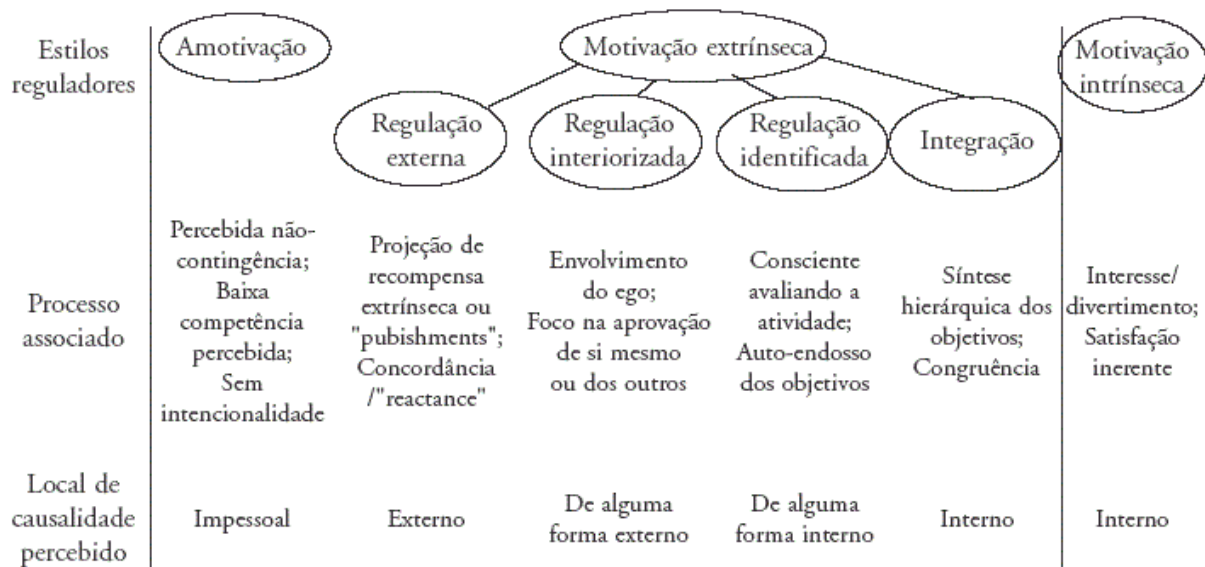 Estilos
reguladores
Amotivação
Motivação extrínseca
Motivação
intrínseca
Regulação
externa
Regulação
interiorizada
Regulação
identificada
Integração
Processo
associado
Percebida não-
contingência;
Baixa
competência
percebida;
Sem
intencionalidade
Projeção de
recompensa
extrínseca ou
"pubishments";
Concordância
/"reactance"
Envolvimento
do ego;
Foco na aprovação
de si mesmo
ou dos outros
Consciente
avaliando a
atividade;
Auto-endosso
dos objetivos
Síntese
hierárquica dos
objetivos;
Congruência
Interesse/
divertimento;
Satisfação
inerente
Local de
causalidade
percebido
Impessoal
Externo
De alguma
forma externo
De alguma
forma interno
Interno
Interno